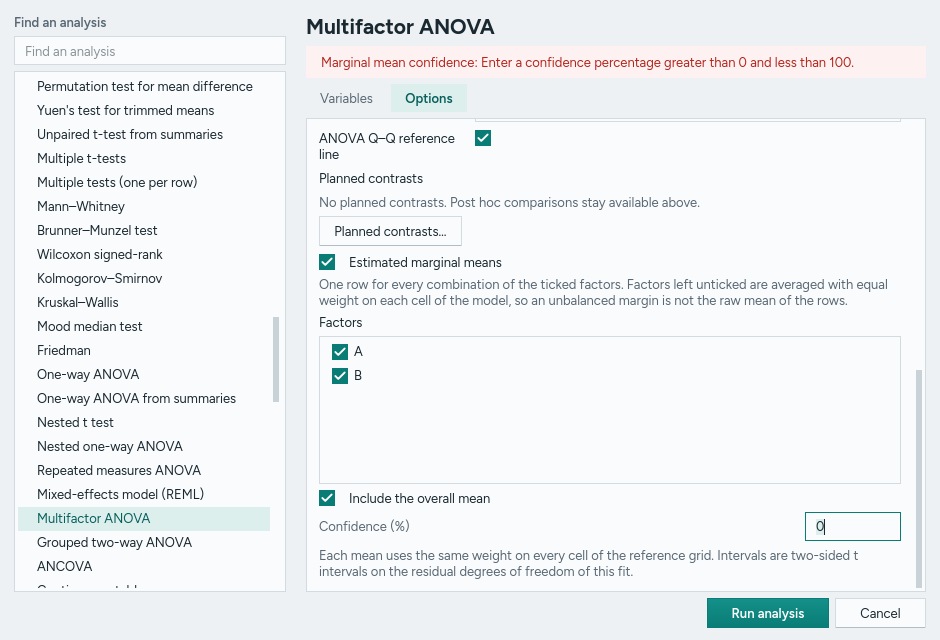 Find an analysis
Find an analysis
Permutation test for mean difference
Yuen's test for trimmed means
Unpaired t-test from summaries
Multiple t-tests
Multiple tests (one per row)
Mann–Whitney
Brunner–Munzel test
Wilcoxon signed-rank
Kolmogorov–Smirnov
Kruskal–Wallis
Mood median test
Friedman
One-way ANOVA
One-way ANOVA from summaries
Nested t test
Nested one-way ANOVA
Repeated measures ANOVA
Mixed-effects model (REML)
Multifactor ANOVA
Grouped two-way ANOVA
ANCOVA
Multifactor ANOVA
Marginal mean confidence: Enter a confidence percentage greater than 0 and less than 100.
Variables
Options
ANOVA Q–Q reference
line
Planned contrasts
No planned contrasts. Post hoc comparisons stay available above.
Planned contrasts...
Estimated marginal means
One row for every combination of the ticked factors. Factors left unticked are averaged with equal
weight on each cell of the model, so an unbalanced margin is not the raw mean of the rows.
Factors
A
B
Include the overall mean
Confidence (%)
0
Each mean uses the same weight on every cell of the reference grid. Intervals are two-sided t
intervals on the residual degrees of freedom of this fit.
Run analysis
Cancel